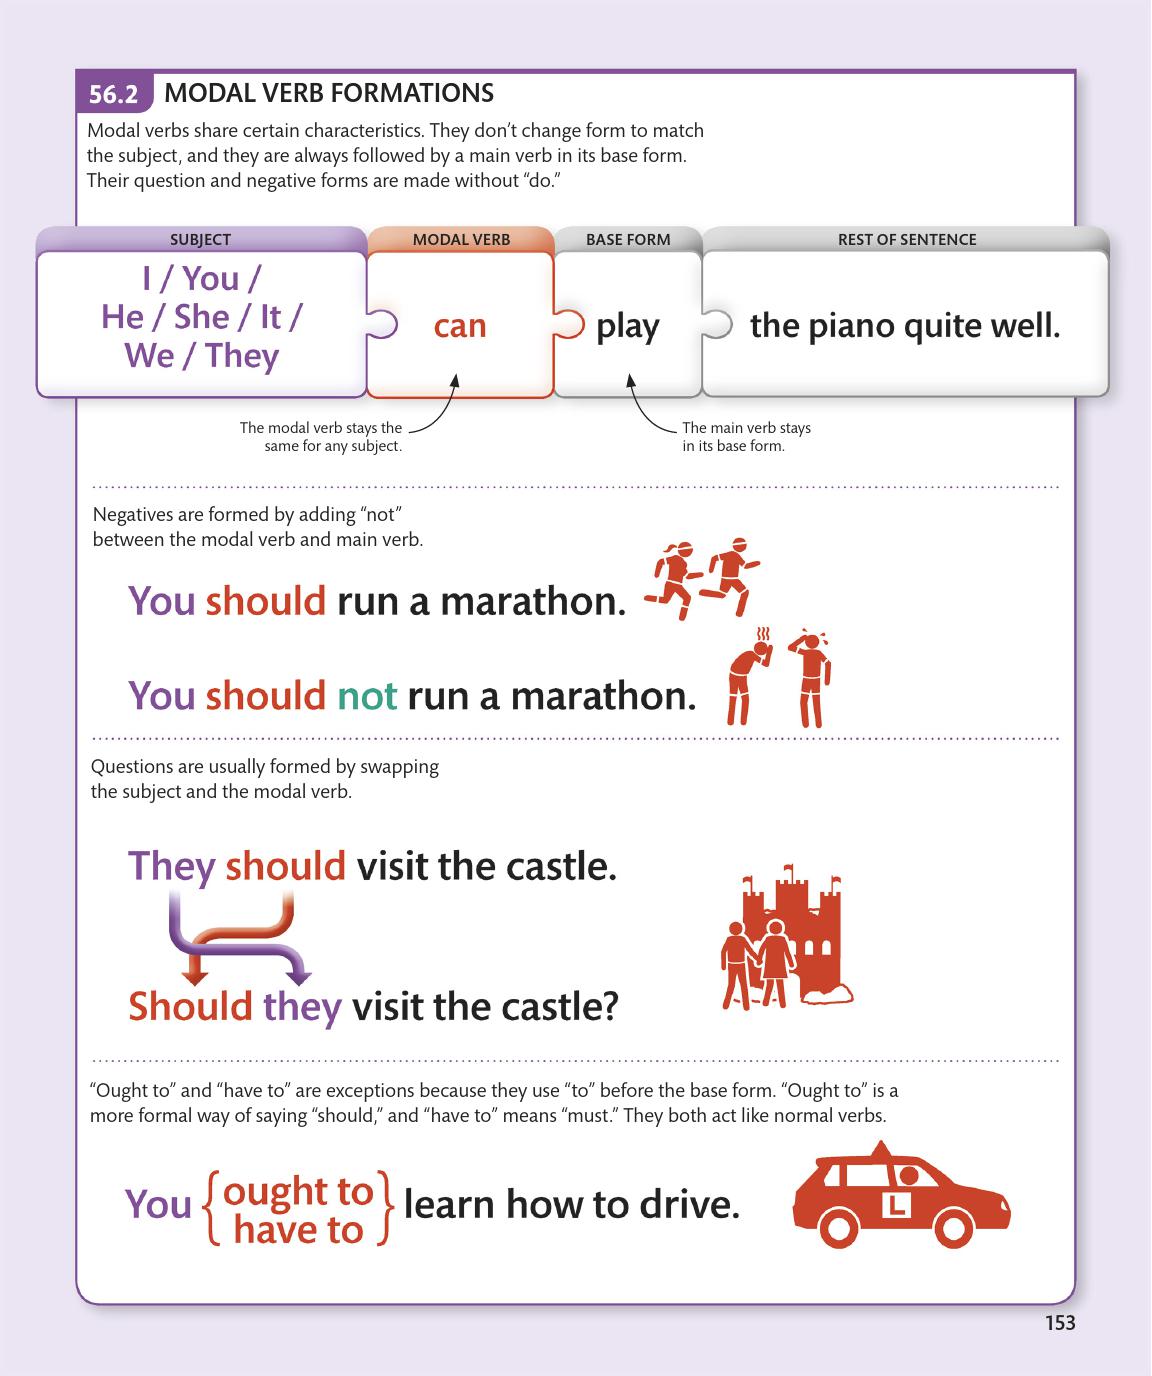 56.2 MODAL VERB FORMATIONS
Modal verbs share certain characteristics. They don’t change form to match
the subject, and they are always followed by a main verb in its base form.
Their question and negative forms are made without “do.”
SUBJECT MODAL VERB BASE FORM REST OF SENTENCE
I / You /
He / She / It /
We / They
can play the piano quite well.
The modal verb stays the
same for any subject.
The main verb stays
in its base form.
Negatives are formed by adding “not”
between the modal verb and main verb.
You should run a marathon.
You should not run a marathon.
Questions are usually formed by swapping
the subject and the modal verb.
They should visit the castle.
Should they visit the castle?
“Ought to” and “have to” are exceptions because they use “to” before the base form. “Ought to” is a
more formal way of saying “should,” and “have to” means “must.” They both act like normal verbs.
You { ought to
have to } learn how to drive.
L
153